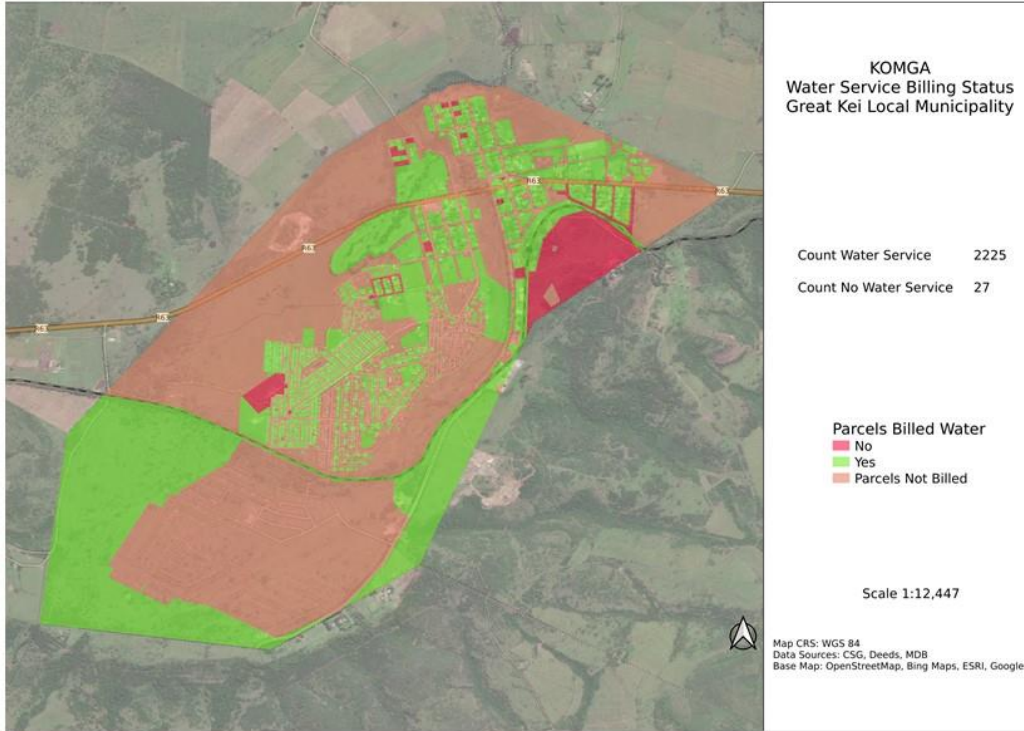 KOMGA
Water Service Billing Status
Great Kei Local Municipality
R63
R63
R63
R63
R63
Count Water Service 2225
Count No Water Service 27
Parcels Billed Water
No
Yes
Parcels Not Billed
Scale 1:12,447
Map CRS: WGS 84
Data Sources: CSG, Deeds, MDB
Base Map: OpenStreetMap, Bing Maps, ESRI, Google